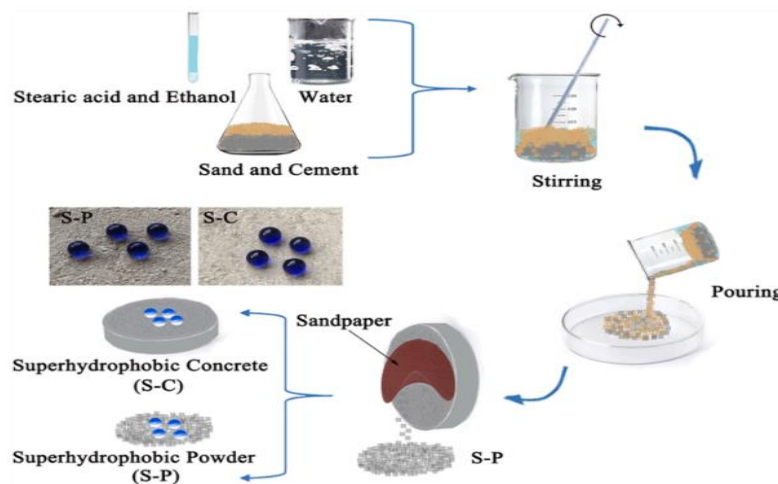 Stearic acid and Ethanol
Water
Sand and Cement
Stirring
S-P
S-C
Pouring
Sandpaper
Superhydrophobic Concrete
(S-C)
S-P
Superhydrophobic Powder
(S-P)